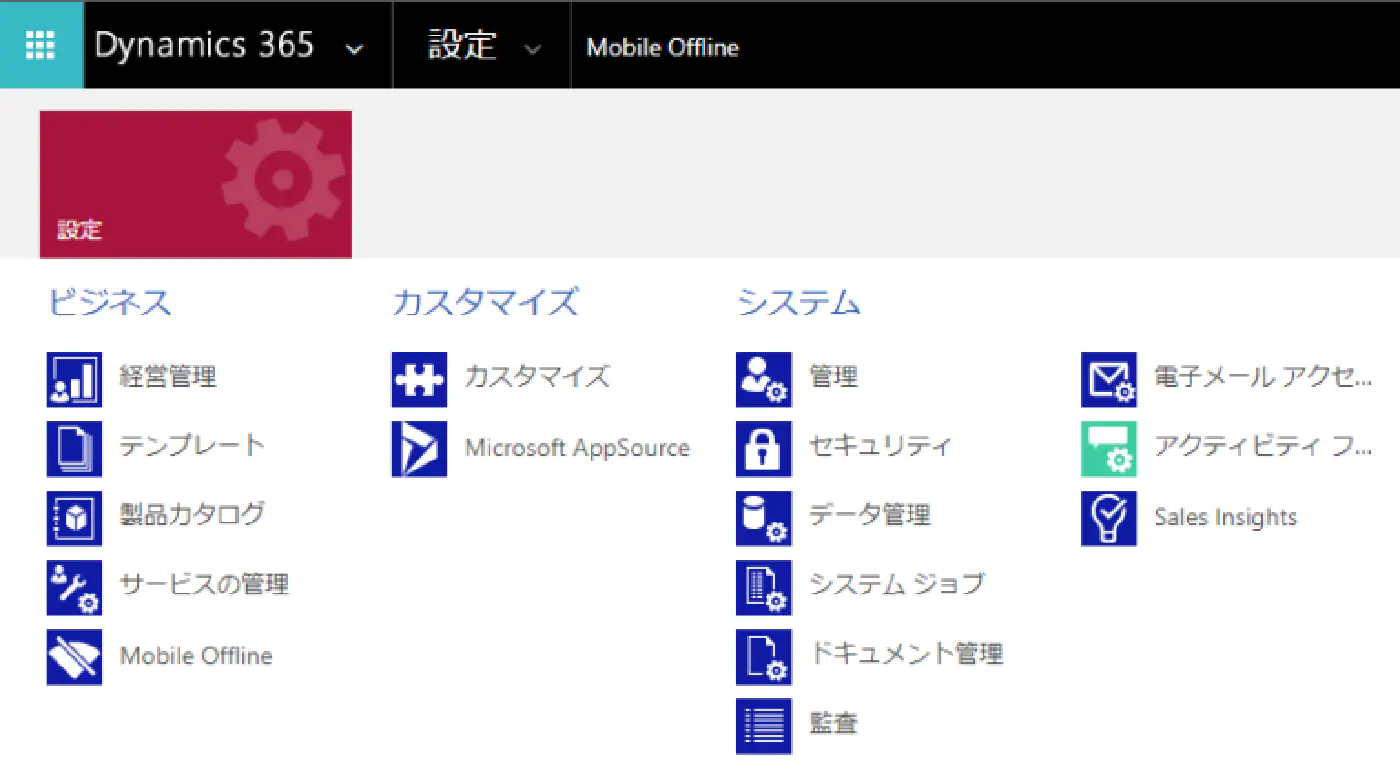 Dynamics 365
設定
Mobile Offline
設定
ビジネス
経営管理
テンプレート
製品カタログ
サービスの管理
Mobile Offline
カスタマイズ
カスタマイズ
Microsoft AppSource
システム
管理
セキュリティ
データ管理
システム ジョブ
ドキュメント管理
監査
電子メール アクセ...
アクティビティ フ...
Sales Insights